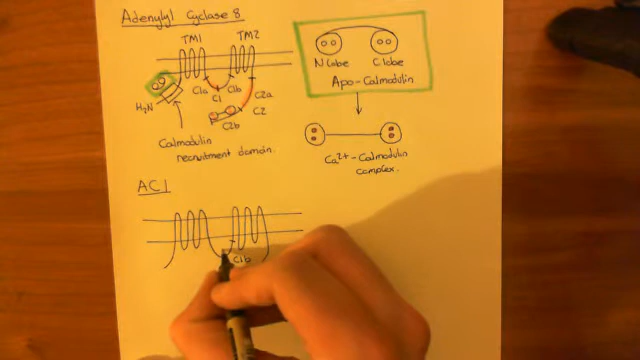 Adenylyl Cyclase 8
TM1
TM2
C1a
C1b
C1
C2a
C2
C2b
H₂N
Calmodulin
recruitment domain.
N lobe
C lobe
Apo-Calmodulin
Ca²⁺-Calmodulin
complex.
AC1
C1b